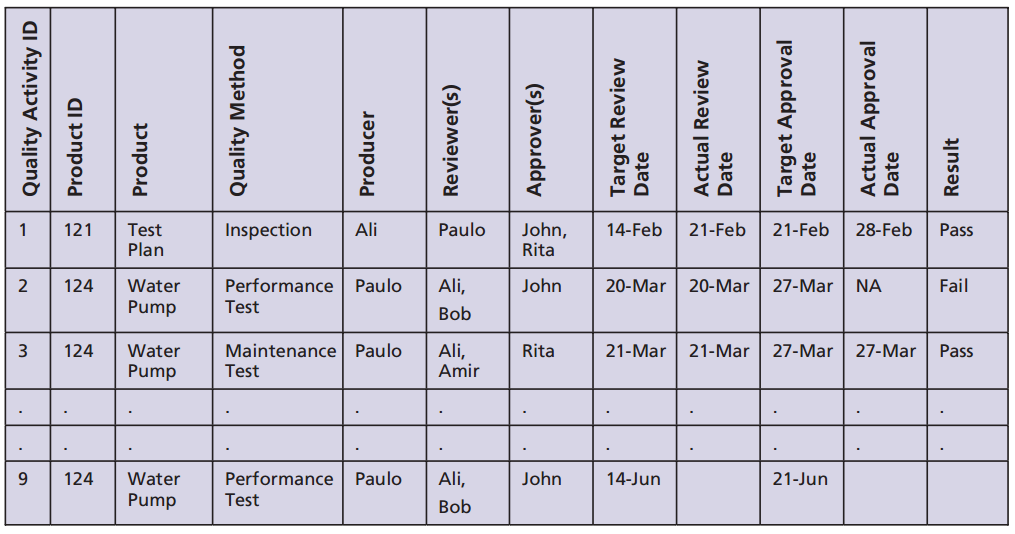 Quality Activity ID
Product ID
Product
Quality Method
Producer
Reviewer(s)
Approver(s)
Target Review
Date
Actual Review
Date
Target Approval
Date
Actual Approval
Date
Result
1 121 Test Inspection Ali Paulo John, 14-Feb 21-Feb 21-Feb 28-Feb Pass
Plan Rita
2 124 Water Performance Paulo Ali, John 20-Mar 20-Mar 27-Mar NA Fail
Pump Test Bob
3 124 Water Maintenance Paulo Ali, Rita 21-Mar 21-Mar 27-Mar 27-Mar Pass
Pump Test Amir
. . . . . . . . . . . .
. . . . . . . . . . . .
9 124 Water Performance Paulo Ali, John 14-Jun 21-Jun
Pump Test Bob